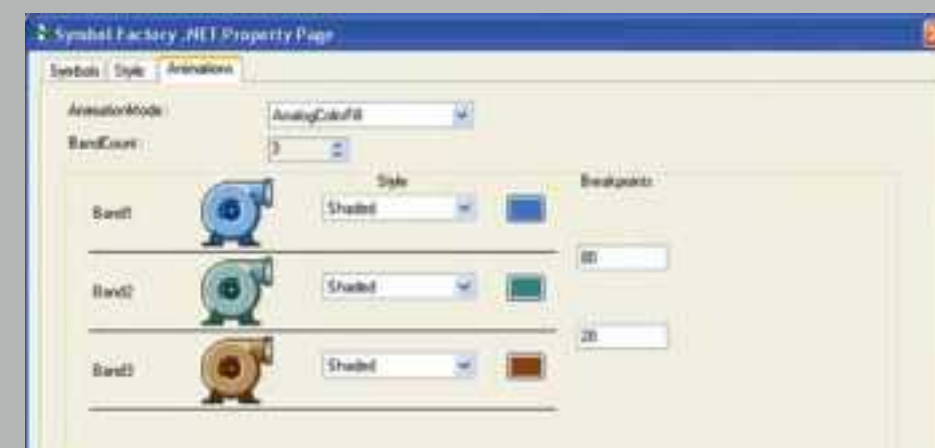 Symbol Factory .NET Property Page
Symbols Style Animations
AnimationMode: AnalogColorFill
BandCount: 3
Style Breakpoints
Band1 Shaded
80
Band2 Shaded
20
Band3 Shaded